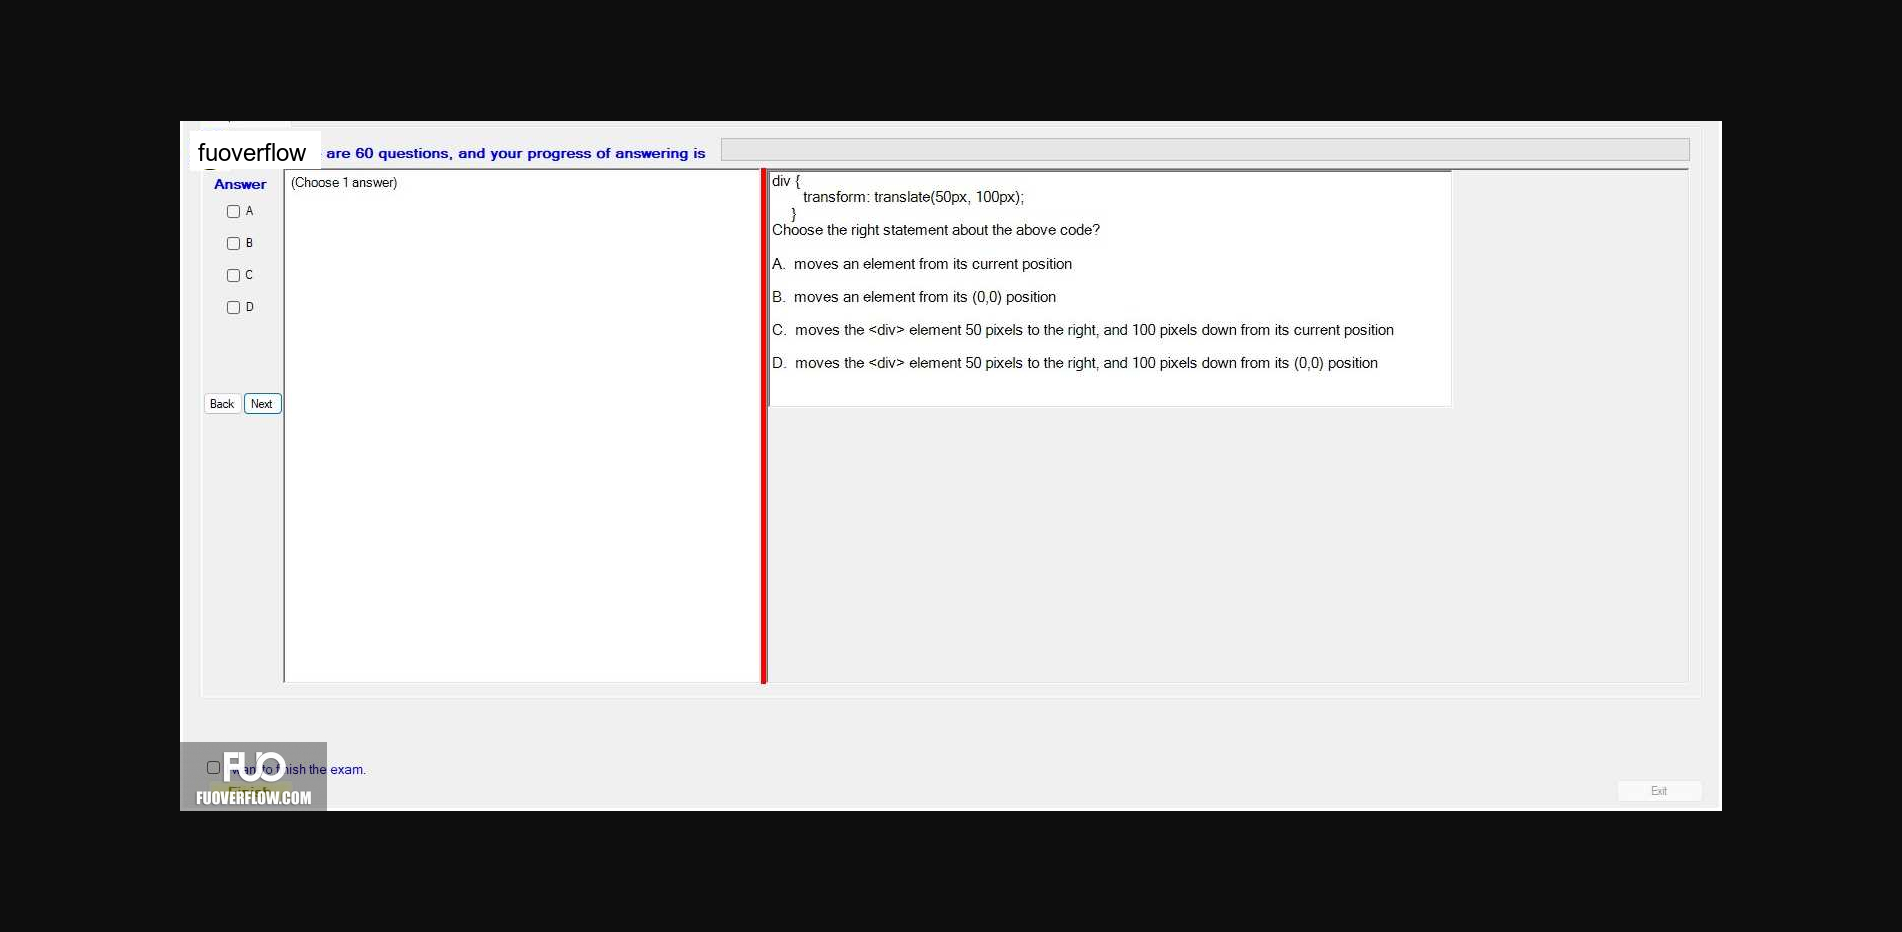 fuoverflow are 60 questions, and your progress of answering is
Answer
(Choose 1 answer)
A
B
C
D
Back Next
div {
transform: translate(50px, 100px);
}
Choose the right statement about the above code?
A. moves an element from its current position
B. moves an element from its (0,0) position
C. moves the <div> element 50 pixels to the right, and 100 pixels down from its current position
D. moves the <div> element 50 pixels to the right, and 100 pixels down from its (0,0) position
FUO
want to finish the exam.
Finish
FUOVERFLOW.COM
Exit